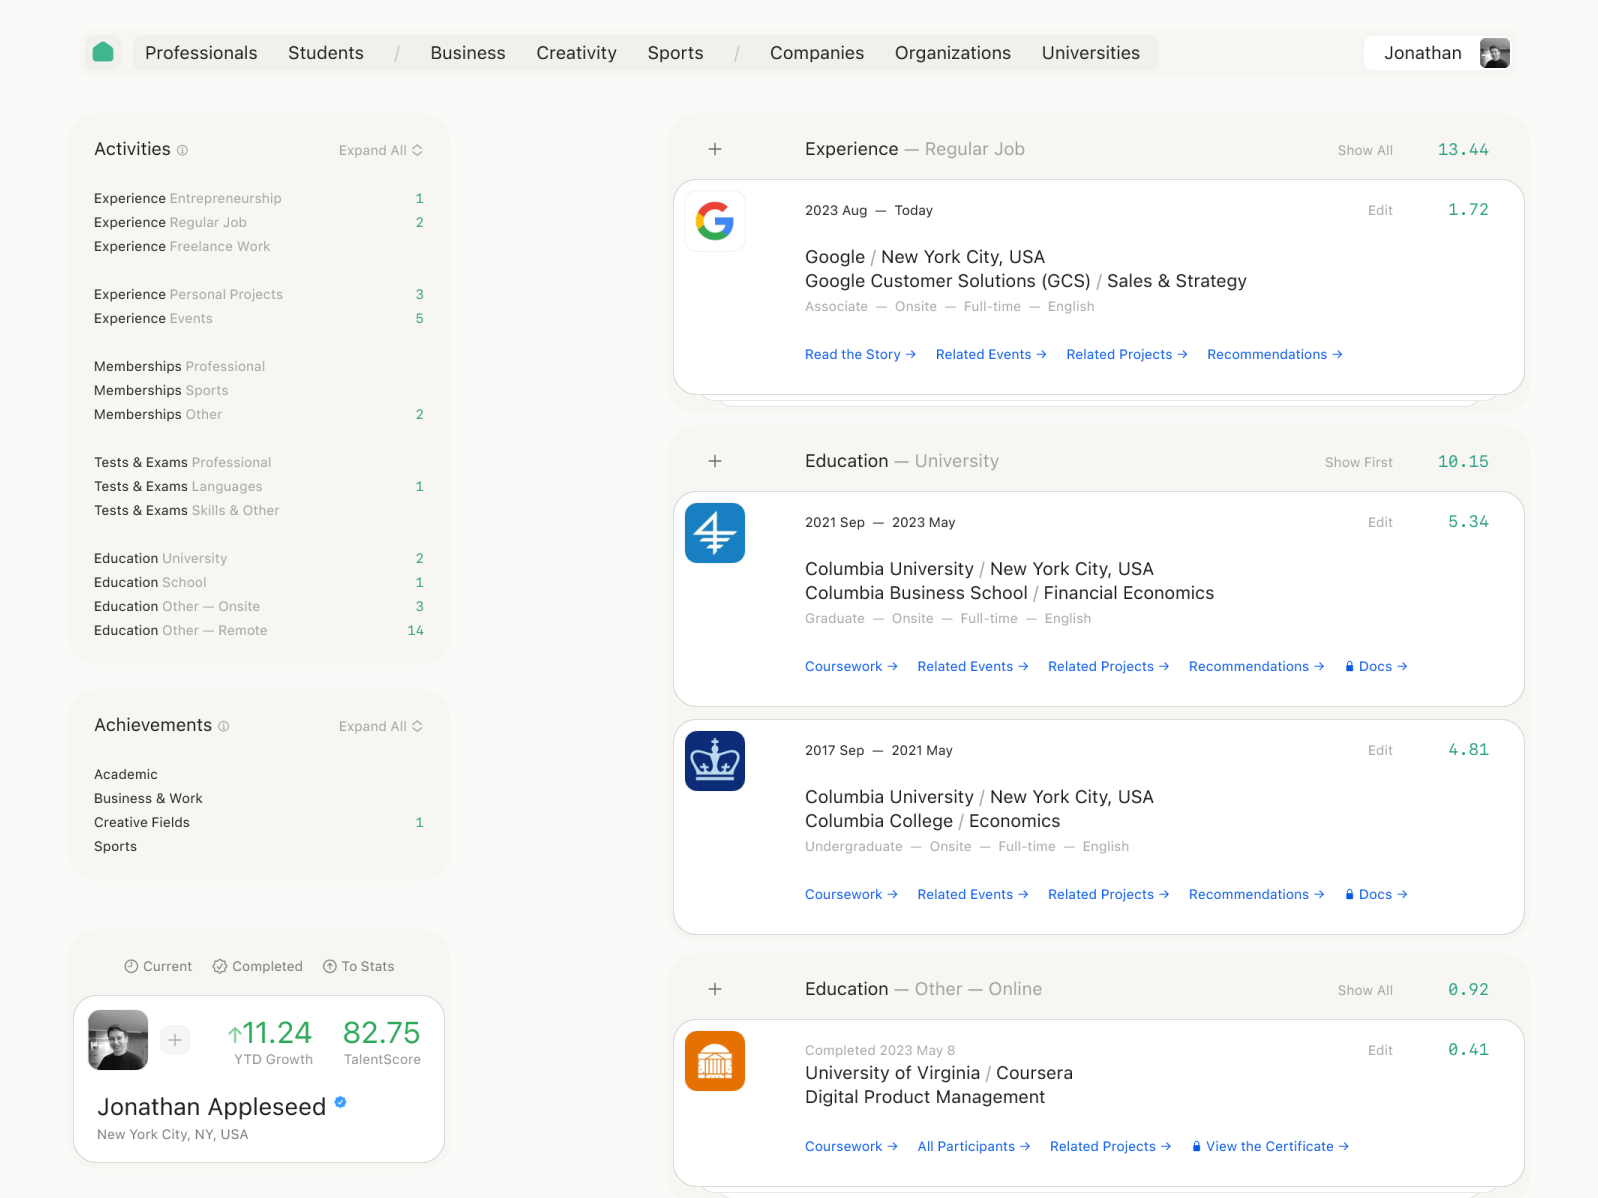 Professionals Students / Business Creativity Sports / Companies Organizations Universities
Jonathan
Activities
Expand All
Experience Entrepreneurship 1
Experience Regular Job 2
Experience Freelance Work
Experience Personal Projects 3
Experience Events 5
Memberships Professional
Memberships Sports
Memberships Other 2
Tests & Exams Professional
Tests & Exams Languages 1
Tests & Exams Skills & Other
Education University 2
Education School 1
Education Other — Onsite 3
Education Other — Remote 14
Achievements
Expand All
Academic
Business & Work
Creative Fields 1
Sports
Current Completed To Stats
↑11.24 82.75
YTD Growth TalentScore
Jonathan Appleseed
New York City, NY, USA
+ Experience — Regular Job Show All 13.44
2023 Aug — Today Edit 1.72
Google / New York City, USA
Google Customer Solutions (GCS) / Sales & Strategy
Associate — Onsite — Full-time — English
Read the Story → Related Events → Related Projects → Recommendations →
+ Education — University Show First 10.15
2021 Sep — 2023 May Edit 5.34
Columbia University / New York City, USA
Columbia Business School / Financial Economics
Graduate — Onsite — Full-time — English
Coursework → Related Events → Related Projects → Recommendations → Docs →
2017 Sep — 2021 May Edit 4.81
Columbia University / New York City, USA
Columbia College / Economics
Undergraduate — Onsite — Full-time — English
Coursework → Related Events → Related Projects → Recommendations → Docs →
+ Education — Other — Online Show All 0.92
Completed 2023 May 8 Edit 0.41
University of Virginia / Coursera
Digital Product Management
Coursework → All Participants → Related Projects → View the Certificate →